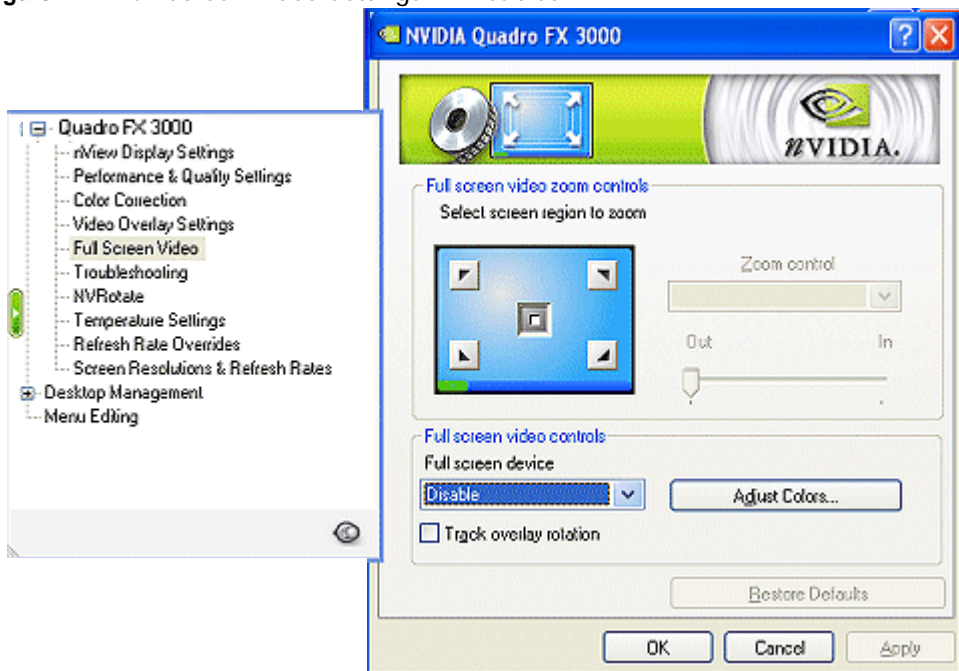 NVIDIA Quadro FX 3000
NVIDIA.
Quadro FX 3000
nView Display Settings
Performance & Quality Settings
Color Correction
Video Overlay Settings
Full Screen Video
Troubleshooting
NVRotate
Temperature Settings
Refresh Rate Overrides
Screen Resolutions & Refresh Rates
Desktop Management
Menu Editing
Full screen video zoom controls
Select screen region to zoom
Zoom control
Out In
Full screen video controls
Full screen device
Disable
Adjust Colors...
Track overlay rotation
Restore Defaults
OK Cancel Apply